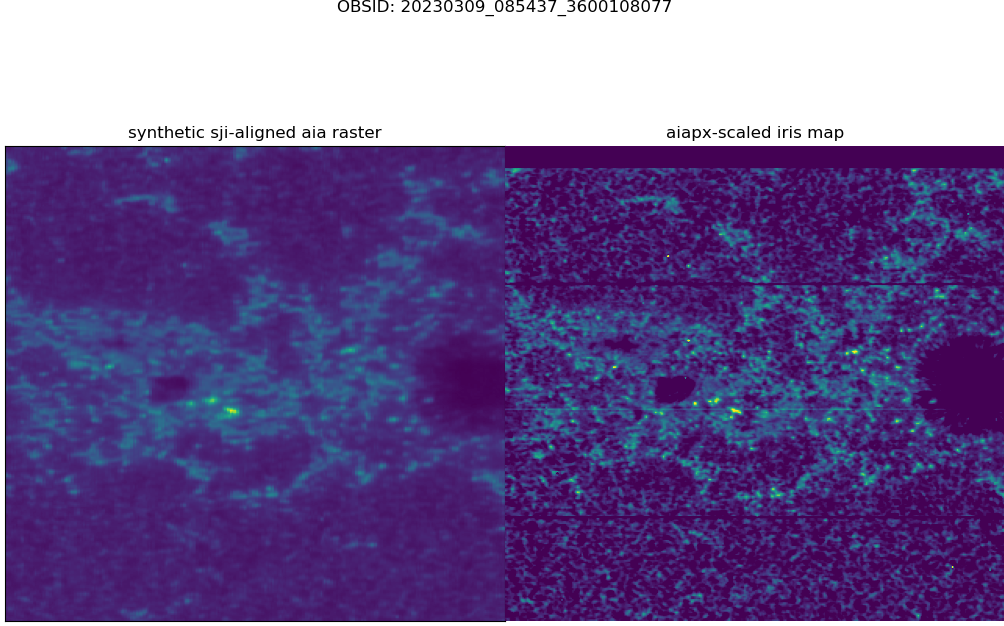 OBSID: 20230309_085437_3600108077
synthetic sji-aligned aia raster
aiapx-scaled iris map